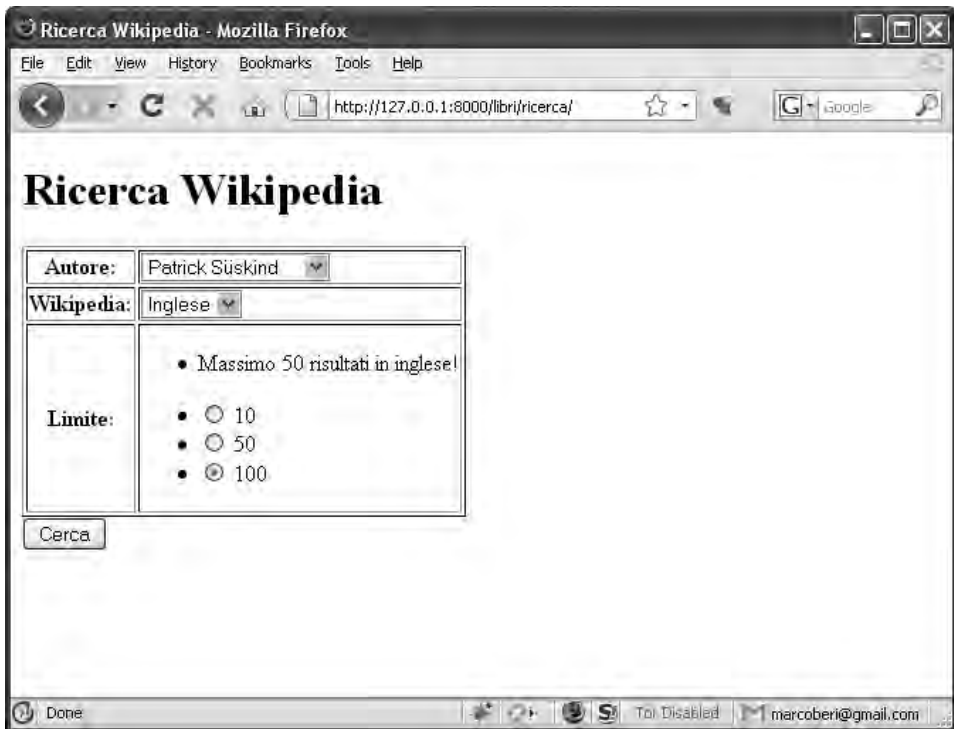 Ricerca Wikipedia - Mozilla Firefox
File Edit View History Bookmarks Tools Help
http://127.0.0.1:8000/libri/ricerca/ G Google
Ricerca Wikipedia
Autore: Patrick Süskind
Wikipedia: Inglese
Massimo 50 risultati in inglese!
Limite:
10
50
100
Cerca
Done Tor Disabled marcoberi@gmail.com